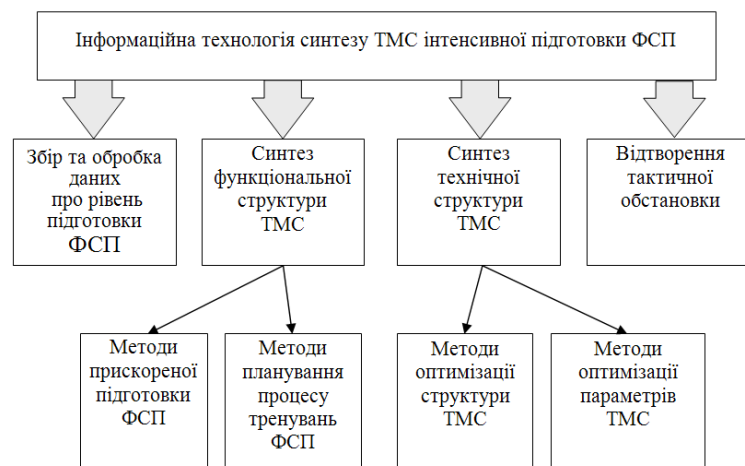 Інформаційна технологія синтезу ТМС інтенсивної підготовки ФСП
Збір та обробка
даних
про рівень
підготовки
ФСП
Синтез
функціональної
структури
ТМС
Синтез
технічної
структури
ТМС
Відтворення
тактичної
обстановки
Методи
прискореної
підготовки
ФСП
Методи
планування
процесу
тренувань
ФСП
Методи
оптимізації
структури
ТМС
Методи
оптимізації
параметрів
ТМС